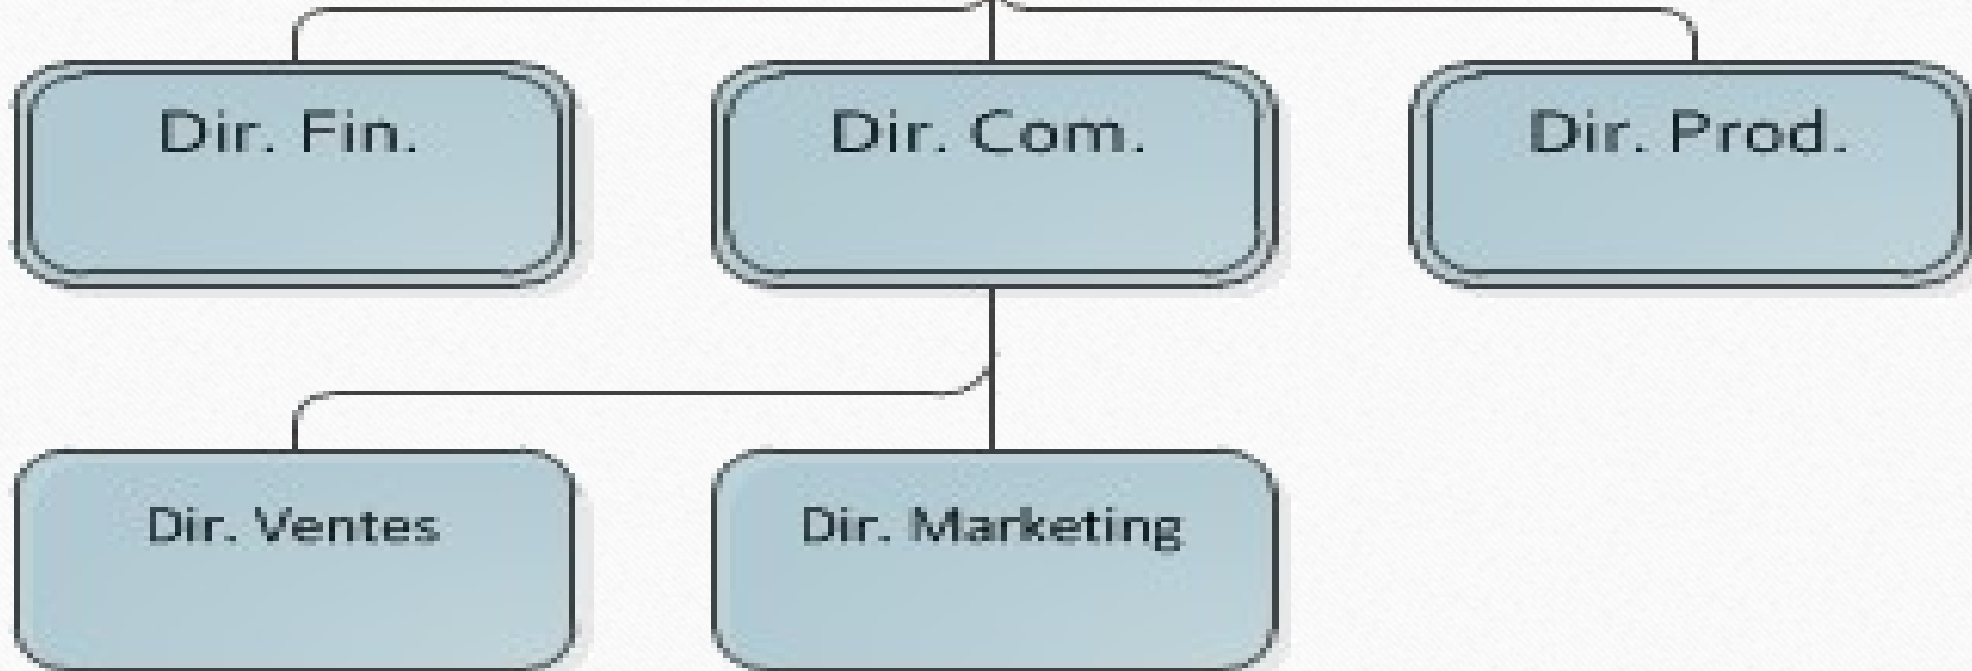 Dir. Fin.
Dir. Com.
Dir. Prod.
Dir. Ventes
Dir. Marketing